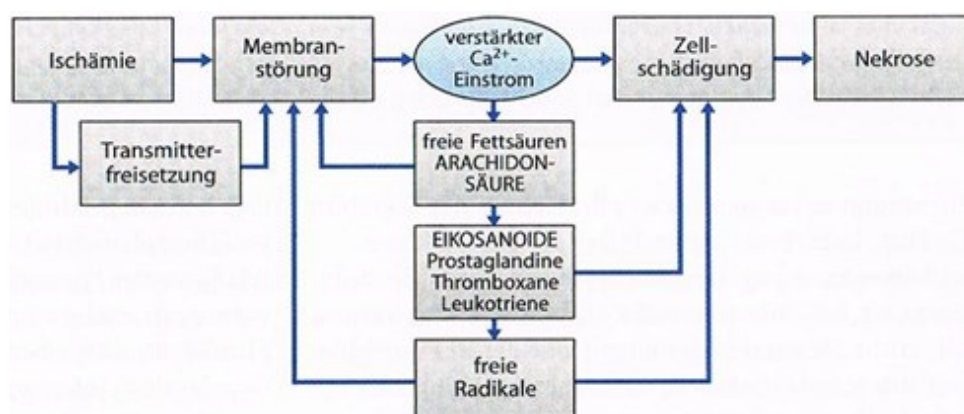 Ischämie
Membran-
störung
verstärkter
Ca²⁺-
Einstrom
Zell-
schädigung
Nekrose
Transmitter-
freisetzung
freie Fettsäuren
ARACHIDON-
SÄURE
EIKOSANOIDE
Prostaglandine
Thromboxane
Leukotriene
freie
Radikale